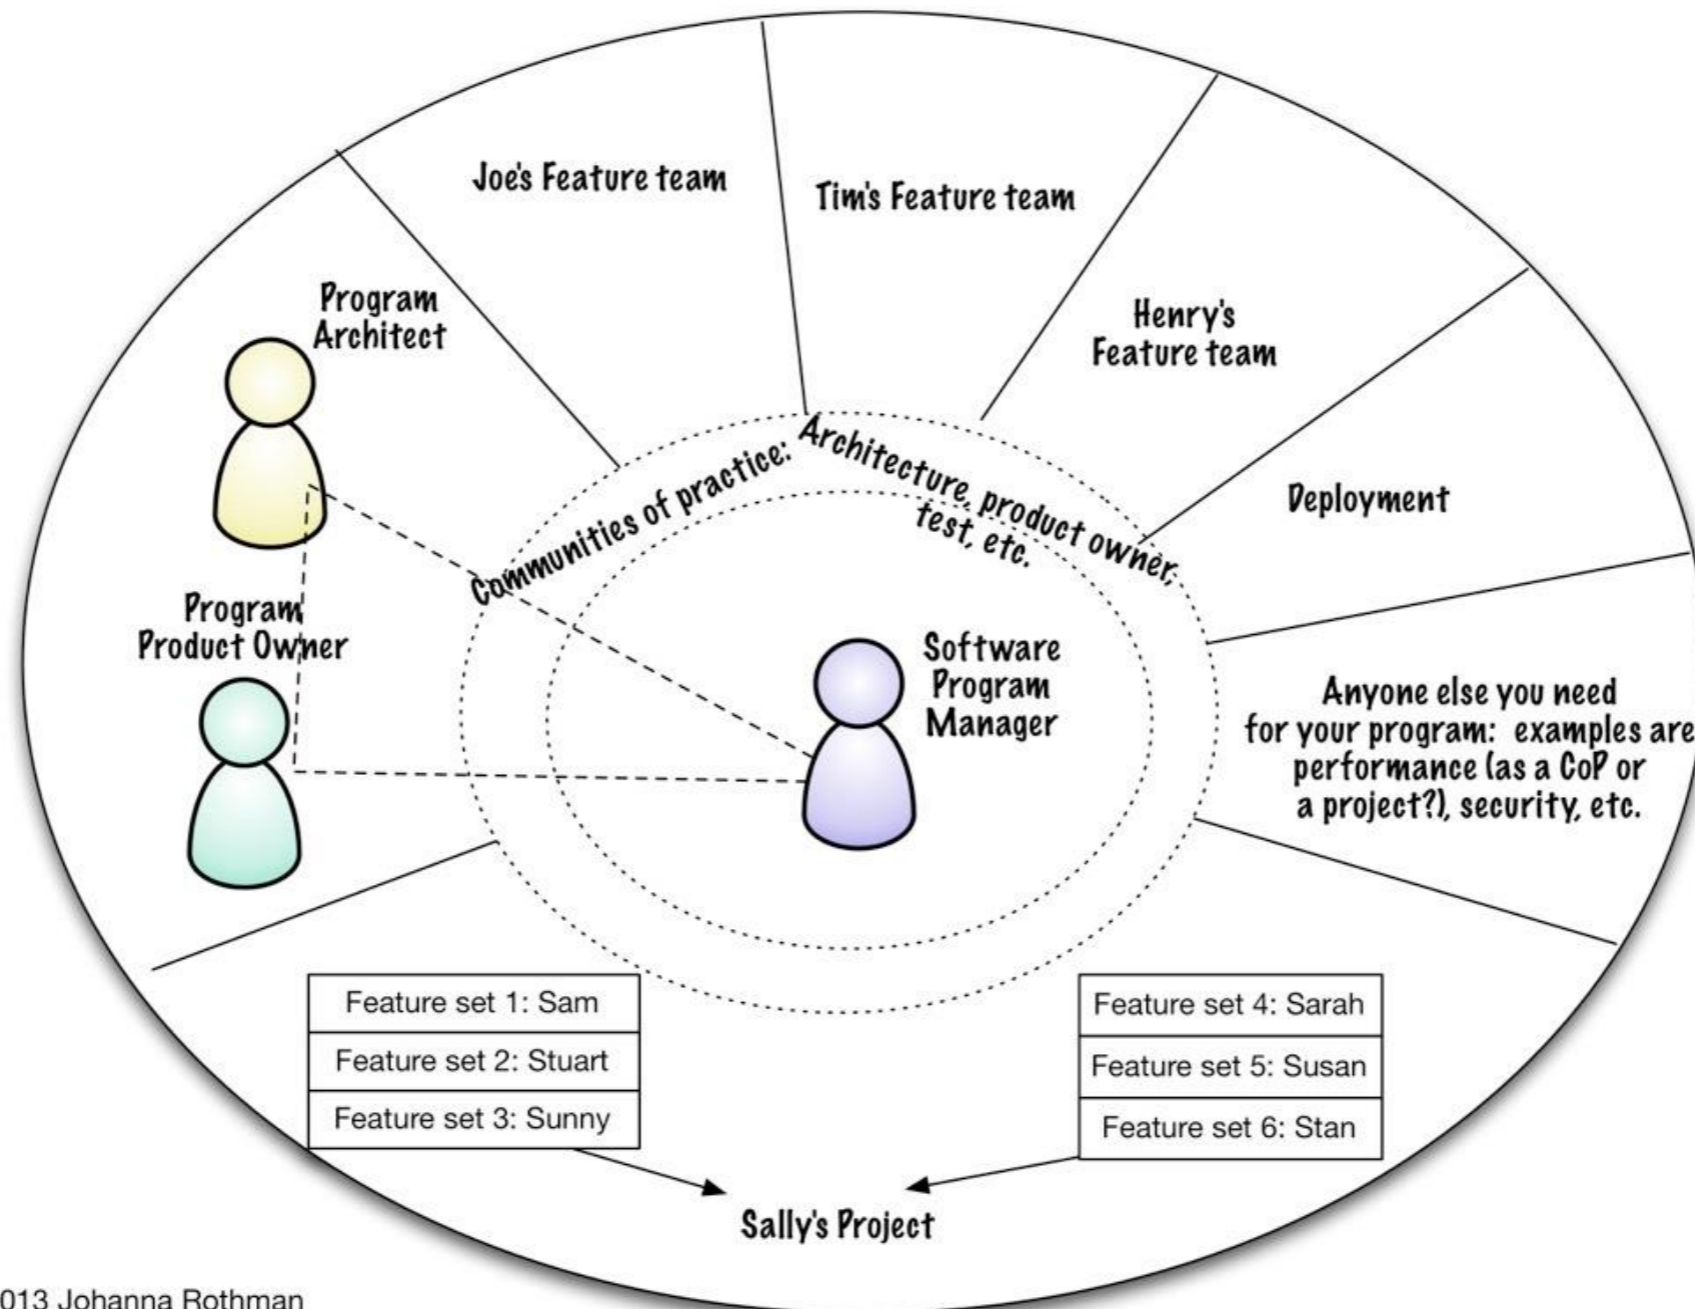 Joe's Feature team
Tim's Feature team
Program
Architect
Henry's
Feature team
Communities of practice:
Architecture, product owner,
test, etc.
Deployment
Program
Product Owner
Software
Program
Manager
Anyone else you need
for your program: examples are
performance (as a CoP or
a project?), security, etc.
Feature set 1: Sam
Feature set 2: Stuart
Feature set 3: Sunny
Feature set 4: Sarah
Feature set 5: Susan
Feature set 6: Stan
Sally's Project
013 Johanna Rothman